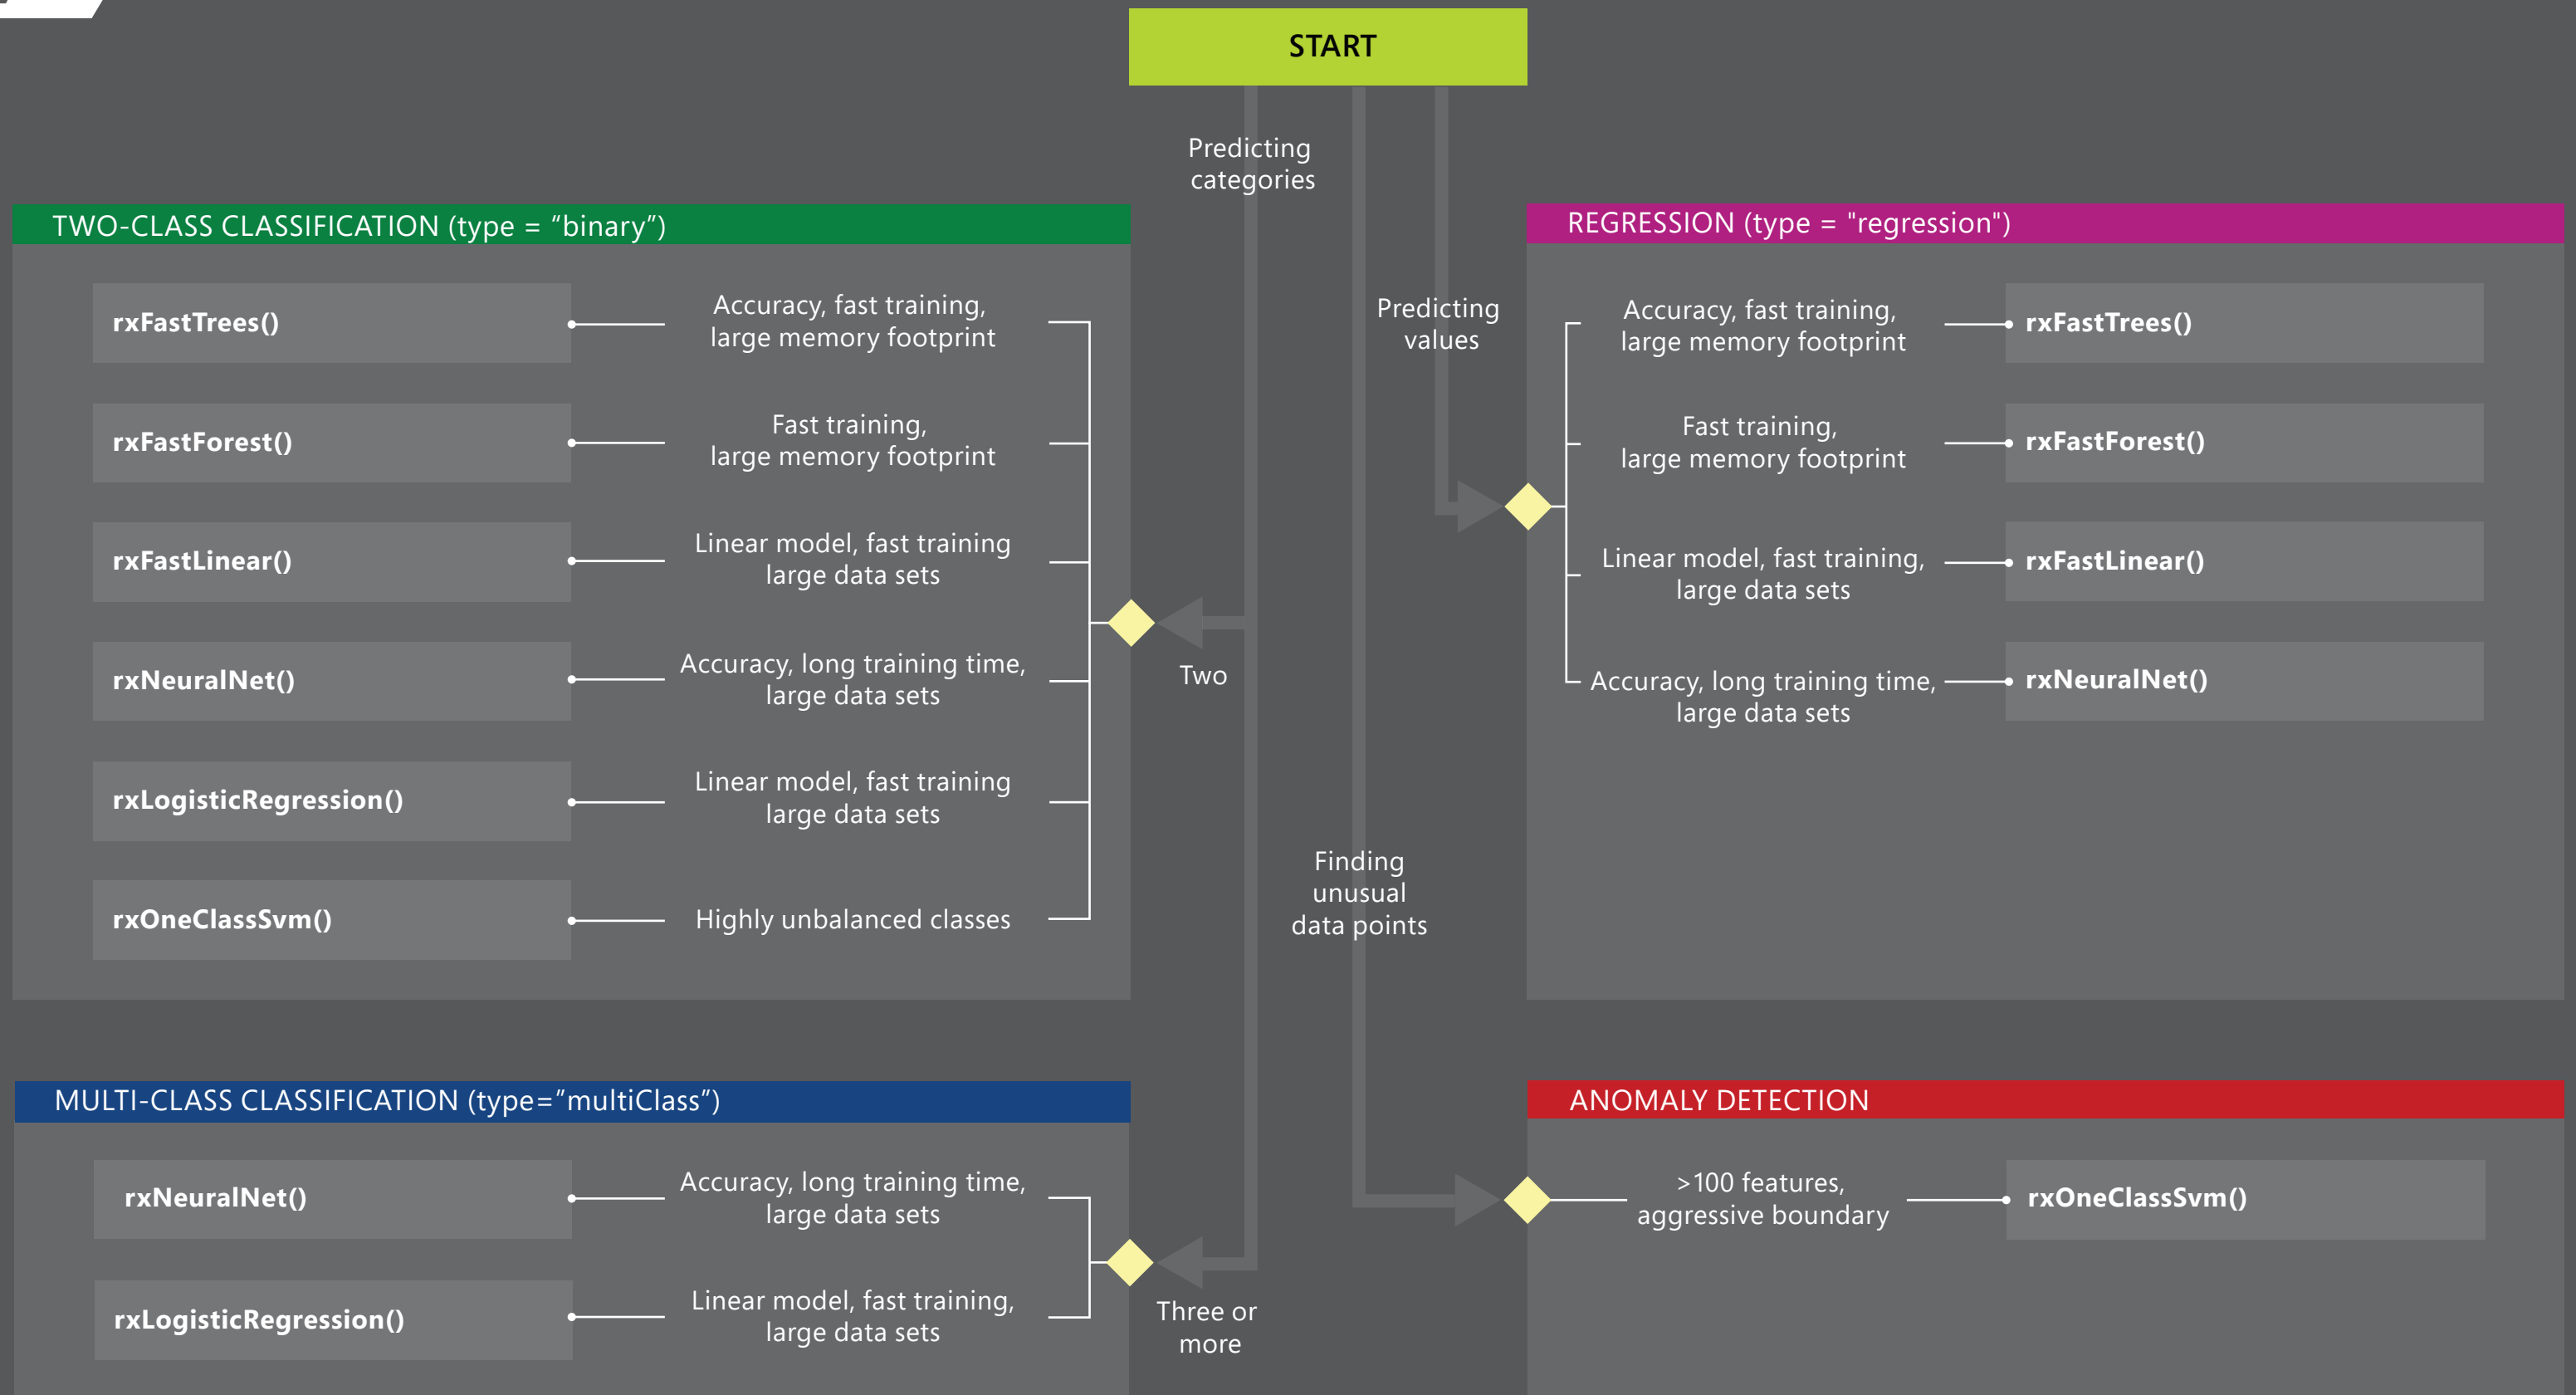 START
Predicting
categories
TWO-CLASS CLASSIFICATION (type = “binary”)
rxFastTrees()
Accuracy, fast training,
large memory footprint
rxFastForest()
Fast training,
large memory footprint
rxFastLinear()
Linear model, fast training
large data sets
rxNeuralNet()
Accuracy, long training time,
large data sets
rxLogisticRegression()
Linear model, fast training
large data sets
rxOneClassSvm()
Highly unbalanced classes
Two
Predicting
values
REGRESSION (type = "regression")
Accuracy, fast training,
large memory footprint
rxFastTrees()
Fast training,
large memory footprint
rxFastForest()
Linear model, fast training,
large data sets
rxFastLinear()
Accuracy, long training time,
large data sets
rxNeuralNet()
Finding
unusual
data points
MULTI-CLASS CLASSIFICATION (type=”multiClass”)
rxNeuralNet()
Accuracy, long training time,
large data sets
rxLogisticRegression()
Linear model, fast training,
large data sets
Three or
more
ANOMALY DETECTION
>100 features,
aggressive boundary
rxOneClassSvm()